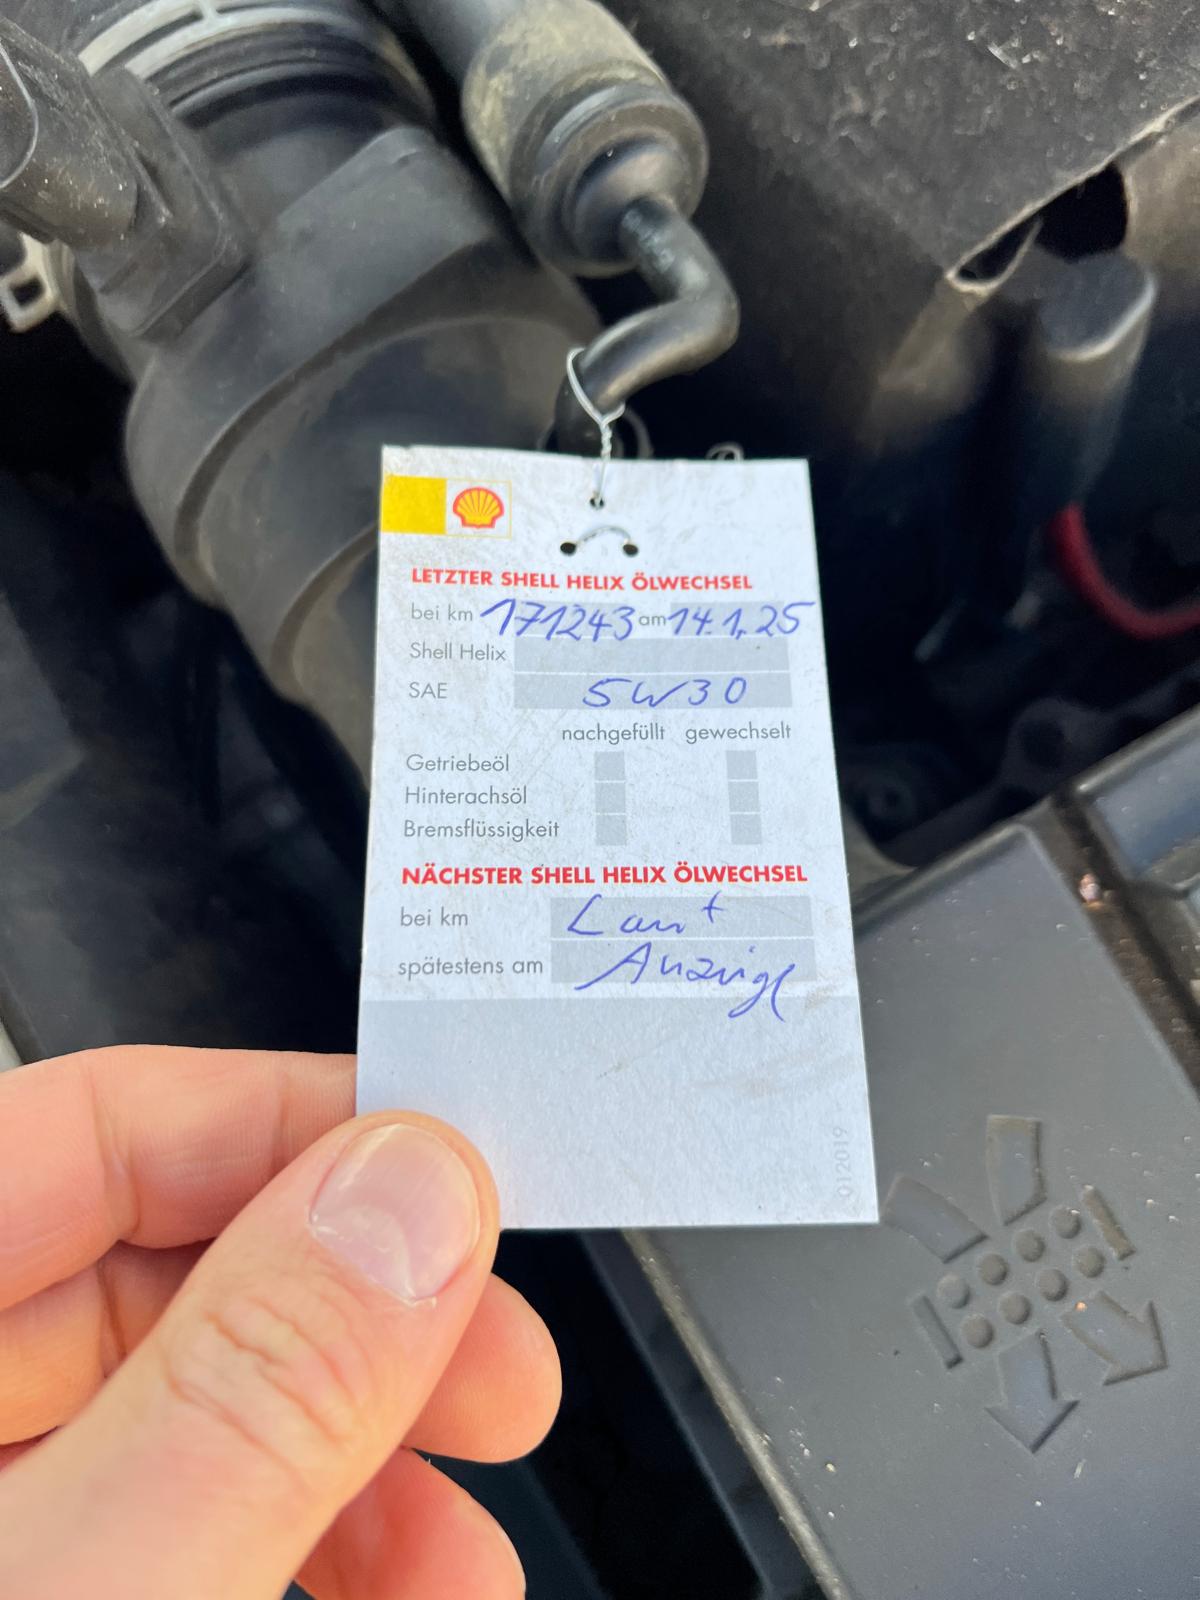 LETZTER SHELL HELIX ÖLWECHSEL
bei km 171243 am 14.1.25
Shell Helix
SAE 5W30
nachgefüllt gewechselt
Getriebeöl
Hinterachsöl
Bremsflüssigkeit
NÄCHSTER SHELL HELIX ÖLWECHSEL
bei km Laut
spätestens am Anzeige
012019